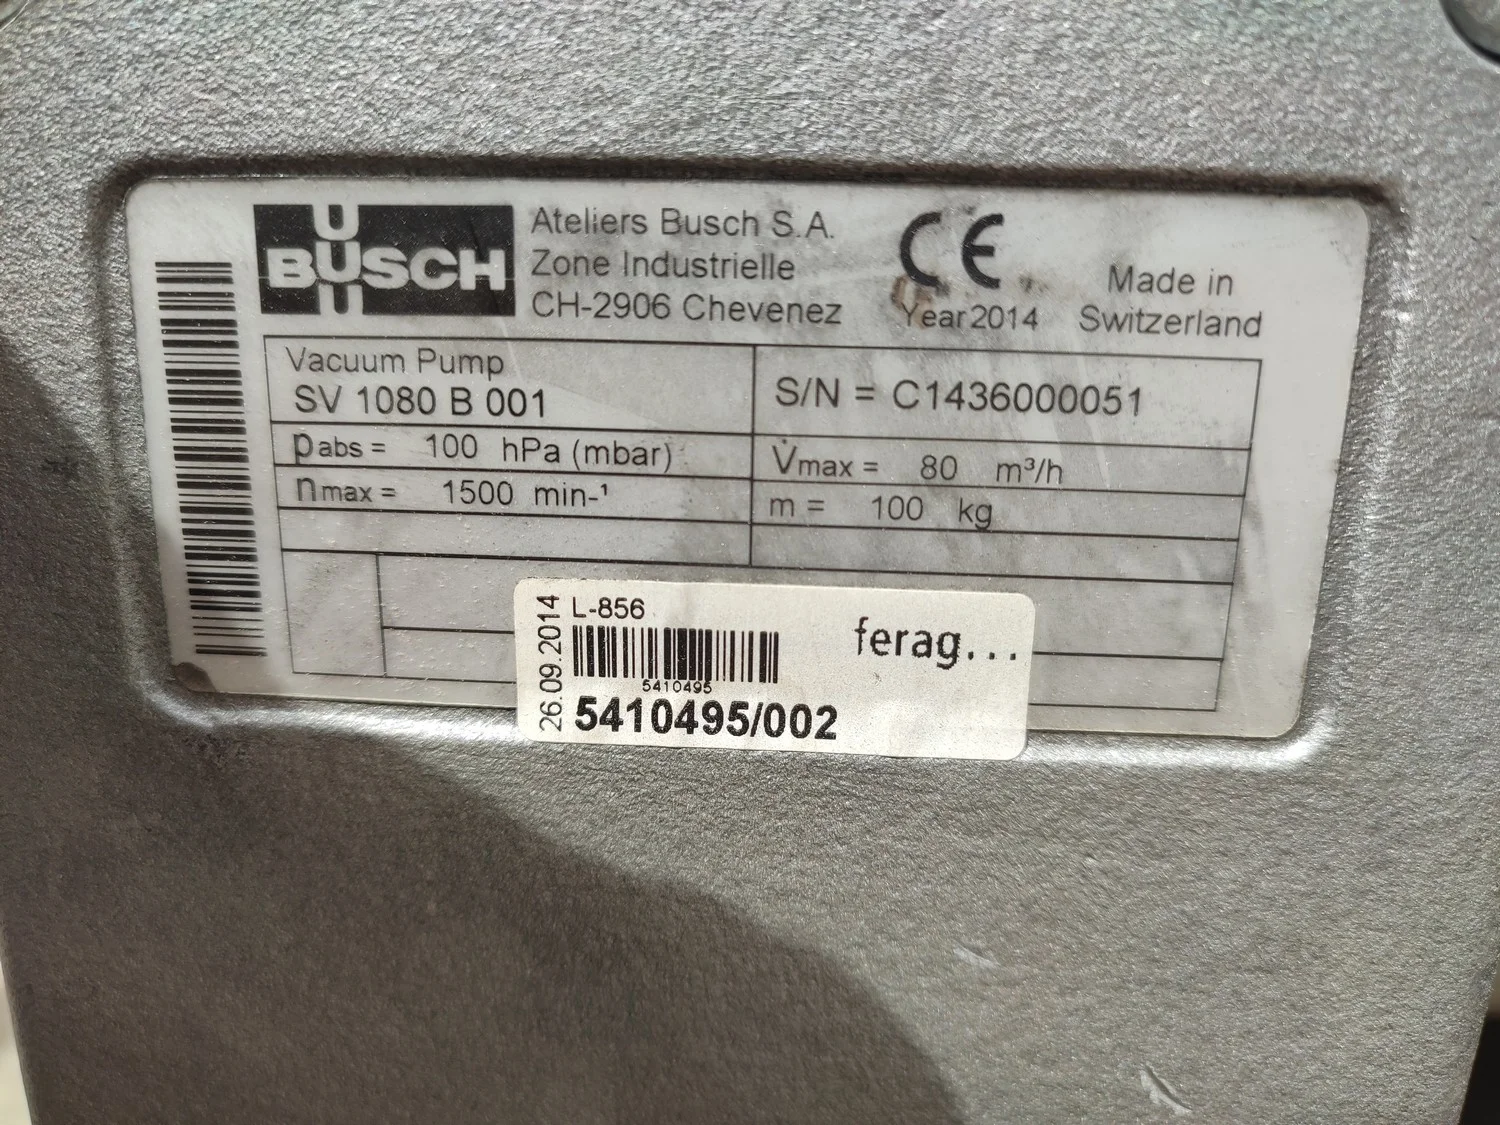 BUSCH
Ateliers Busch S.A.
Zone Industrielle
CH-2906 Chevenez
CE
Year 2014
Made in
Switzerland
Vacuum Pump
SV 1080 B 001
S/N = C1436000051
pabs = 100 hPa (mbar)
V̇max = 80 m³/h
nmax = 1500 min-¹
m = 100 kg
26.09.2014
L-856
5410495
5410495/002
ferag...